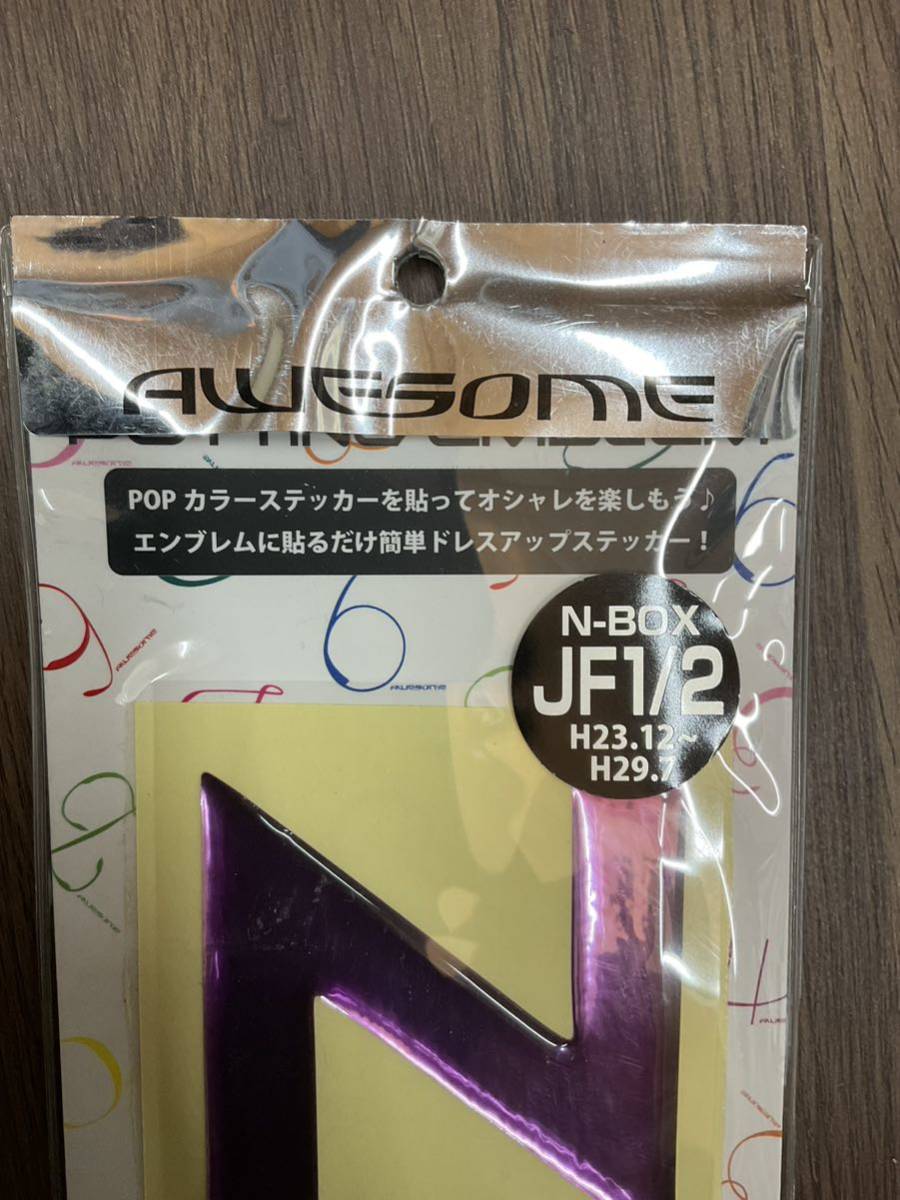 AWESOME
POTTING EMBLEM
POP カラーステッカーを貼ってオシャレを楽しもう♪
エンブレムに貼るだけ簡単ドレスアップステッカー！
N-BOX
JF1/2
H23.12~
H29.7